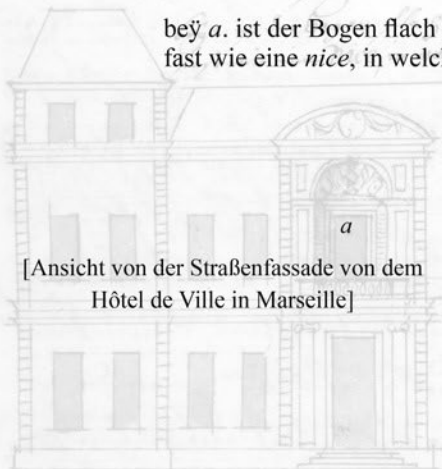 beÿ a. ist der Bogen flach
fast wie eine nice, in welch
a
[Ansicht von der Straßenfassade von dem
Hôtel de Ville in Marseille]